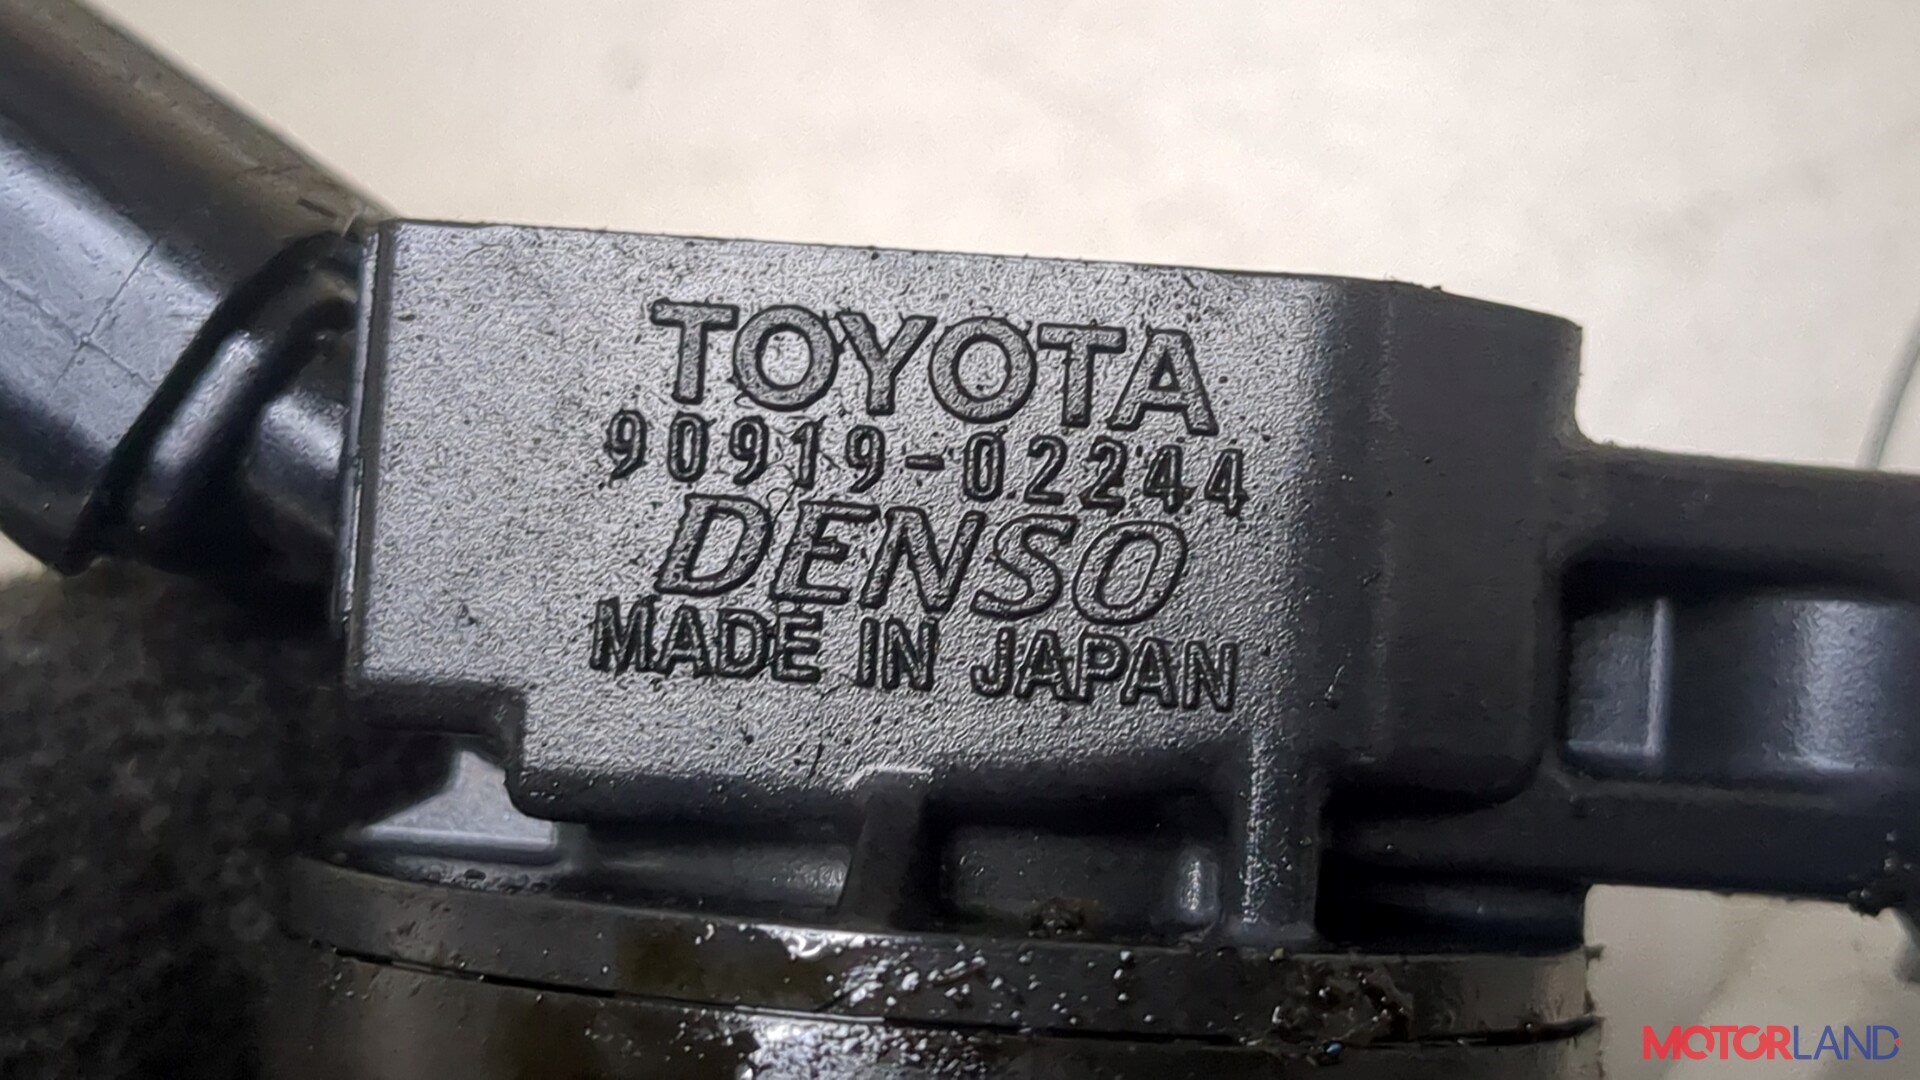 TOYOTA
90919-02244
DENSO
MADE IN JAPAN
MOTORLAND